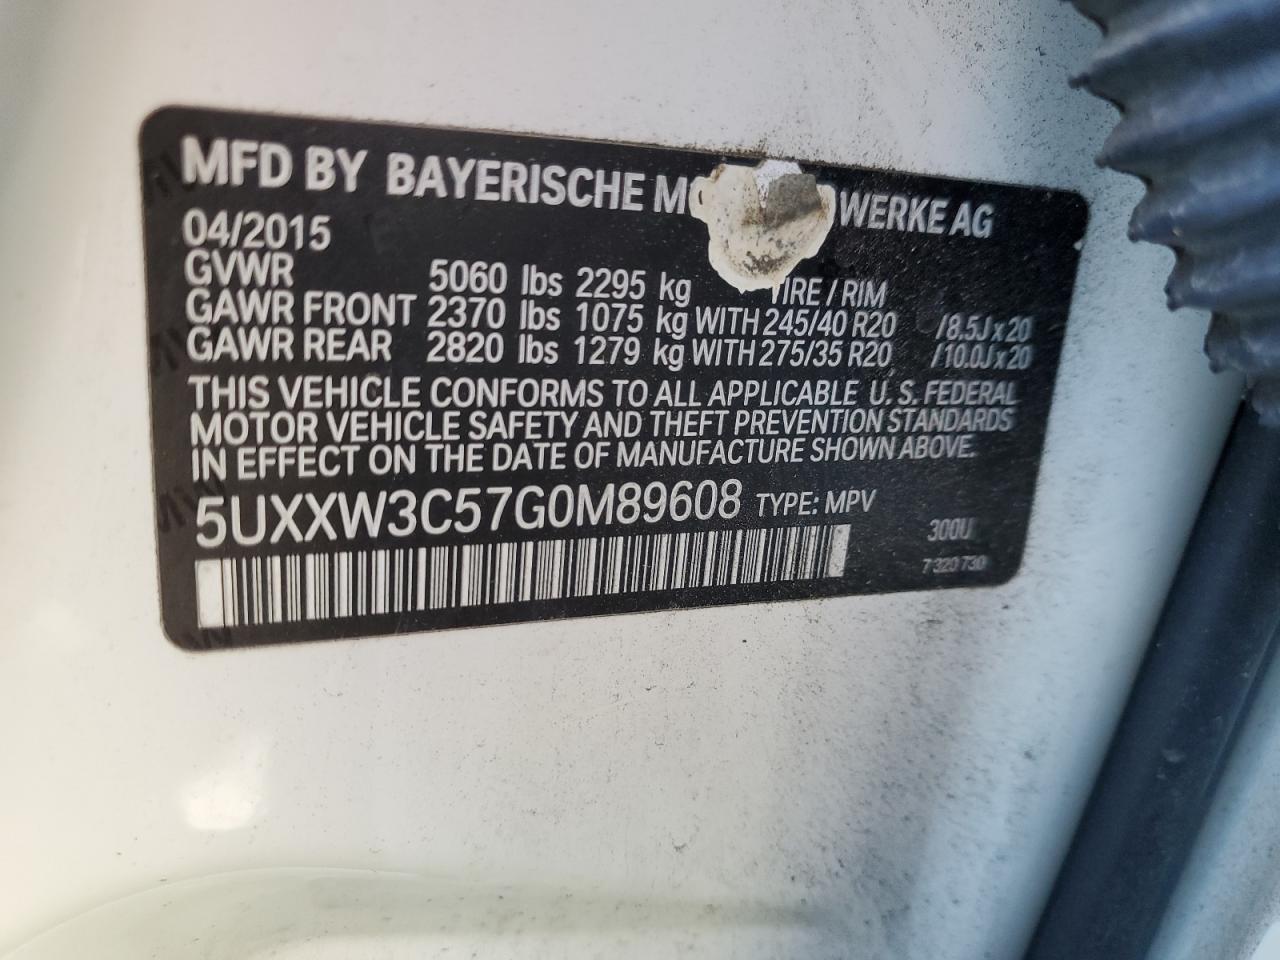 MFD BY BAYERISCHE M WERKE AG
04/2015
GVWR 5060 lbs 2295 kg TIRE / RIM
GAWR FRONT 2370 lbs 1075 kg WITH 245/40 R20 /8.5J x 20
GAWR REAR 2820 lbs 1279 kg WITH 275/35 R20 /10.0J x 20
THIS VEHICLE CONFORMS TO ALL APPLICABLE U.S. FEDERAL
MOTOR VEHICLE SAFETY AND THEFT PREVENTION STANDARDS
IN EFFECT ON THE DATE OF MANUFACTURE SHOWN ABOVE.
5UXXW3C57G0M89608 TYPE: MPV
300U
7 320 730